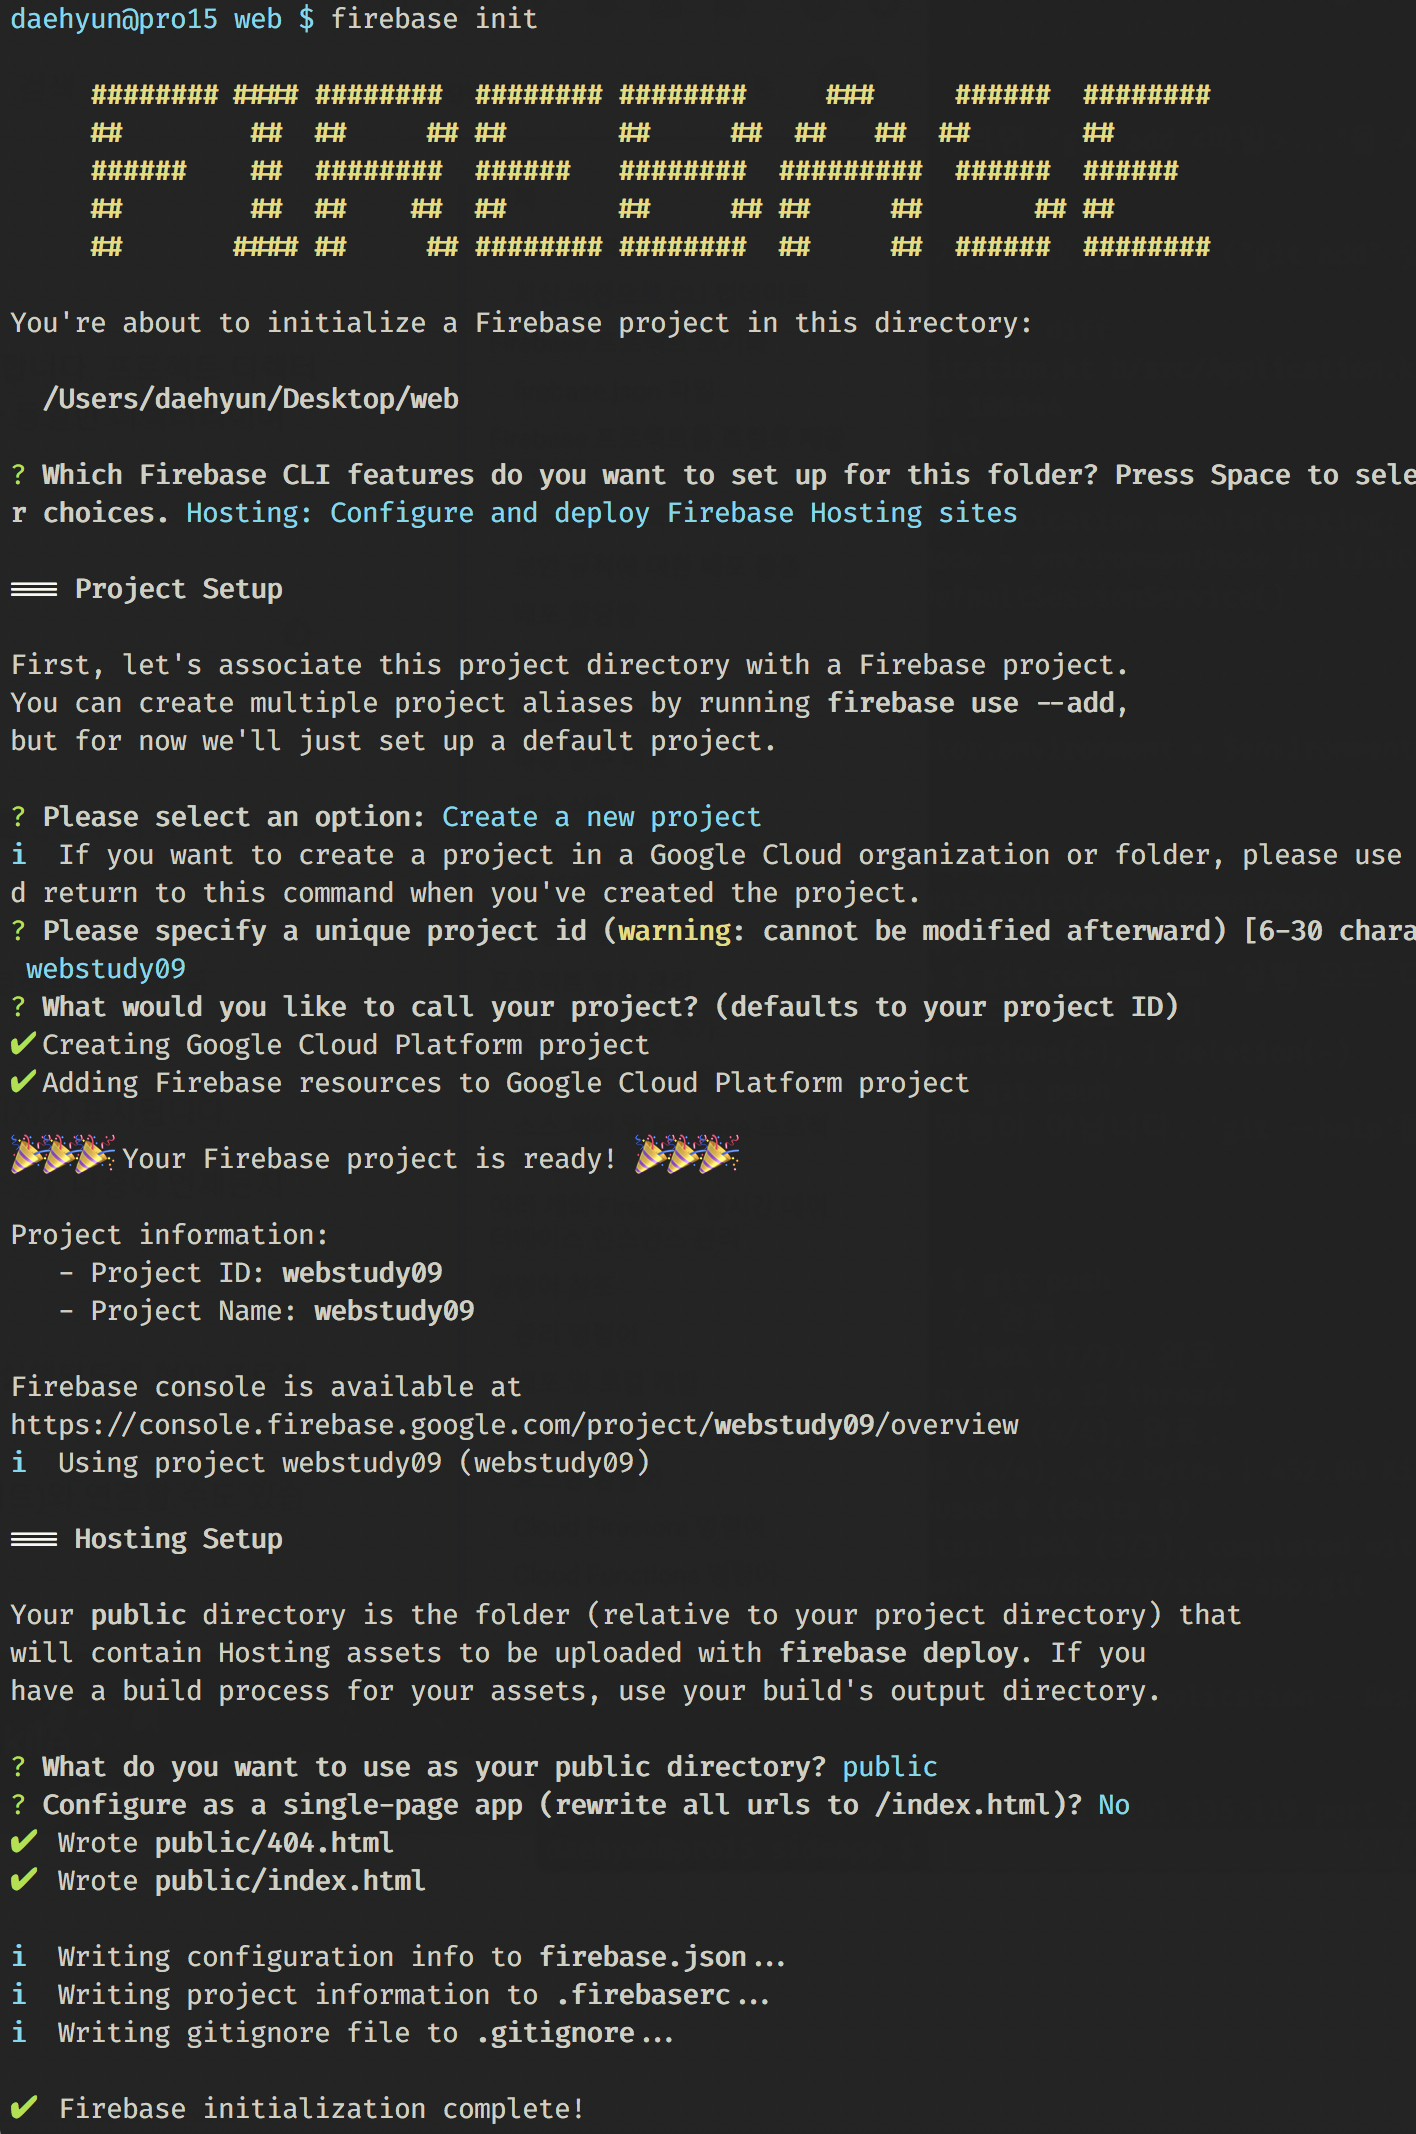 daehyun@pro15 web $ firebase init
######## #### ########  ######## ########     ###     ######  ########
##        ##  ##     ## ##       ##     ##  ##   ##  ##       ##
######    ##  ########  ######   ########  #########  ######  ######
##        ##  ##    ##  ##       ##     ## ##     ##       ## ##
##       #### ##     ## ######## ########  ##     ##  ######  ########
You're about to initialize a Firebase project in this directory:
/Users/daehyun/Desktop/web
? Which Firebase CLI features do you want to set up for this folder? Press Space to sele
r choices. Hosting: Configure and deploy Firebase Hosting sites
=== Project Setup
First, let's associate this project directory with a Firebase project.
You can create multiple project aliases by running firebase use --add,
but for now we'll just set up a default project.
? Please select an option: Create a new project
i  If you want to create a project in a Google Cloud organization or folder, please use
d return to this command when you've created the project.
? Please specify a unique project id (warning: cannot be modified afterward) [6-30 chara
webstudy09
? What would you like to call your project? (defaults to your project ID)
✔ Creating Google Cloud Platform project
✔ Adding Firebase resources to Google Cloud Platform project
🎉🎉🎉 Your Firebase project is ready! 🎉🎉🎉
Project information:
- Project ID: webstudy09
- Project Name: webstudy09
Firebase console is available at
https://console.firebase.google.com/project/webstudy09/overview
i  Using project webstudy09 (webstudy09)
=== Hosting Setup
Your public directory is the folder (relative to your project directory) that
will contain Hosting assets to be uploaded with firebase deploy. If you
have a build process for your assets, use your build's output directory.
? What do you want to use as your public directory? public
? Configure as a single-page app (rewrite all urls to /index.html)? No
✔ Wrote public/404.html
✔ Wrote public/index.html
i  Writing configuration info to firebase.json...
i  Writing project information to .firebaserc...
i  Writing gitignore file to .gitignore...
✔ Firebase initialization complete!